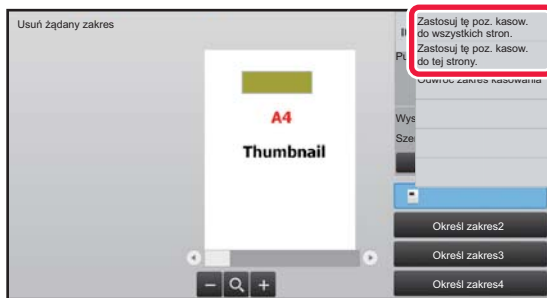 Usuń żądany zakres
Zastosuj tę poz. kasow.
do wszystkich stron.
Zastosuj tę poz. kasow.
do tej strony.
Odwróć zakres kasowania
A4
Thumbnail
Określ zakres2
Określ zakres3
Określ zakres4